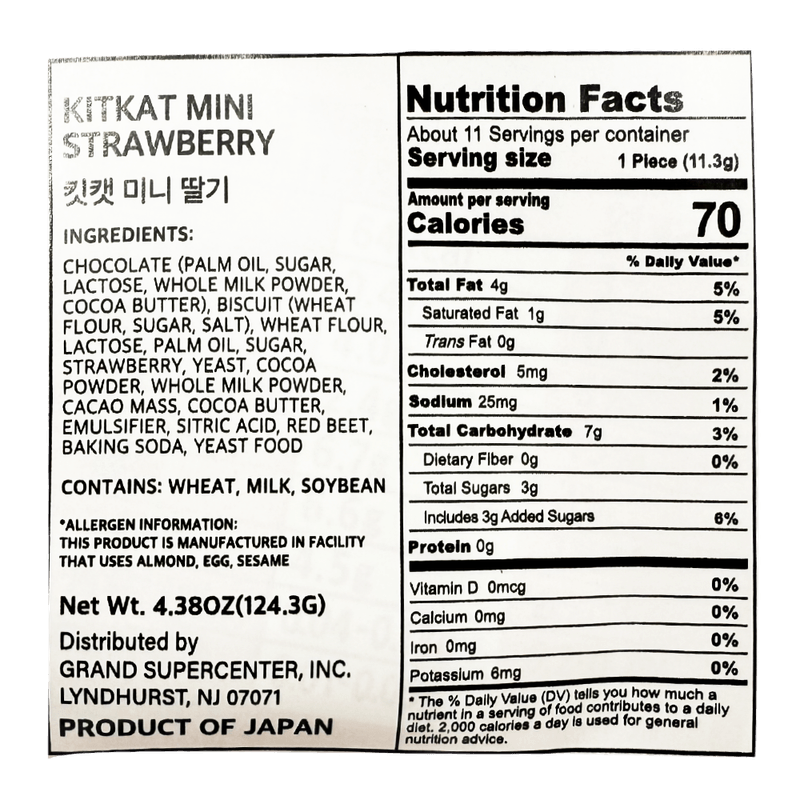 KITKAT MINI
STRAWBERRY
킷캣 미니 딸기
INGREDIENTS:
CHOCOLATE (PALM OIL, SUGAR,
LACTOSE, WHOLE MILK POWDER,
COCOA BUTTER), BISCUIT (WHEAT
FLOUR, SUGAR, SALT), WHEAT FLOUR,
LACTOSE, PALM OIL, SUGAR,
STRAWBERRY, YEAST, COCOA
POWDER, WHOLE MILK POWDER,
CACAO MASS, COCOA BUTTER,
EMULSIFIER, SITRIC ACID, RED BEET,
BAKING SODA, YEAST FOOD
CONTAINS: WHEAT, MILK, SOYBEAN
*ALLERGEN INFORMATION:
THIS PRODUCT IS MANUFACTURED IN FACILITY
THAT USES ALMOND, EGG, SESAME
Net Wt. 4.38OZ(124.3G)
Distributed by
GRAND SUPERCENTER, INC.
LYNDHURST, NJ 07071
PRODUCT OF JAPAN
Nutrition Facts
About 11 Servings per container
Serving size 1 Piece (11.3g)
Amount per serving
Calories 70
% Daily Value*
Total Fat 4g 5%
Saturated Fat 1g 5%
Trans Fat 0g
Cholesterol 5mg 2%
Sodium 25mg 1%
Total Carbohydrate 7g 3%
Dietary Fiber 0g 0%
Total Sugars 3g
Includes 3g Added Sugars 6%
Protein 0g
Vitamin D 0mcg 0%
Calcium 0mg 0%
Iron 0mg 0%
Potassium 6mg 0%
* The % Daily Value (DV) tells you how much a
nutrient in a serving of food contributes to a daily
diet. 2,000 calories a day is used for general
nutrition advice.